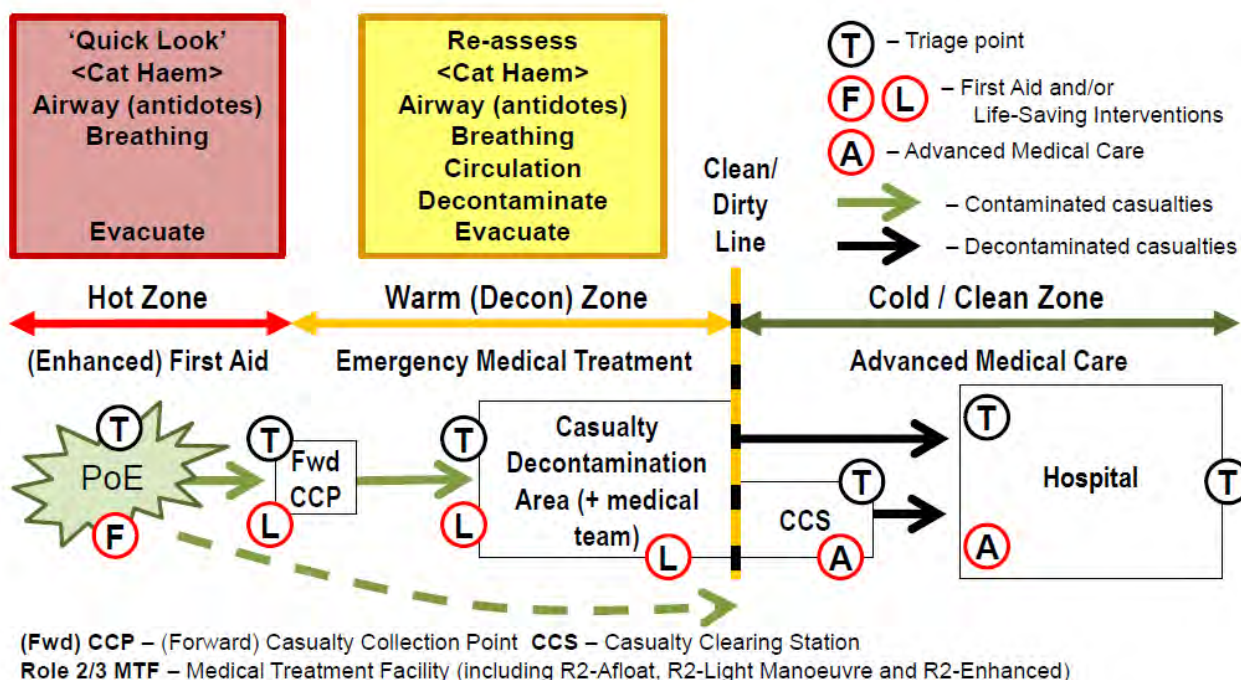 ‘Quick Look’
<Cat Haem>
Airway (antidotes)
Breathing
Evacuate
Re-assess
<Cat Haem>
Airway (antidotes)
Breathing
Circulation
Decontaminate
Evacuate
Clean/
Dirty
Line
T – Triage point
F L – First Aid and/or
Life-Saving Interventions
A – Advanced Medical Care
– Contaminated casualties
– Decontaminated casualties
Hot Zone
Warm (Decon) Zone
Cold / Clean Zone
(Enhanced) First Aid
Emergency Medical Treatment
Advanced Medical Care
T
PoE
F
T
Fwd
CCP
L
T
Casualty
Decontamination
Area (+ medical
team)
L
L
T
CCS
A
T
Hospital
T
A
(Fwd) CCP – (Forward) Casualty Collection Point CCS – Casualty Clearing Station
Role 2/3 MTF – Medical Treatment Facility (including R2-Afloat, R2-Light Manoeuvre and R2-Enhanced)